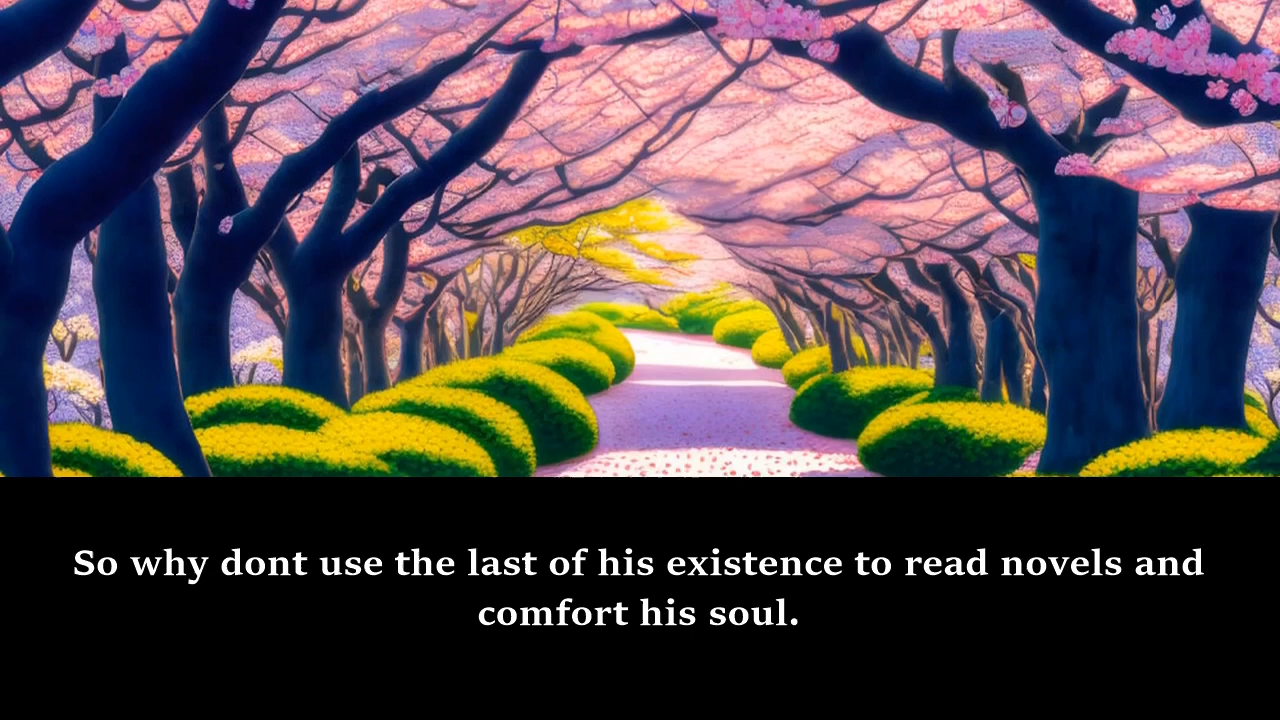 So why dont use the last of his existence to read novels and
comfort his soul.